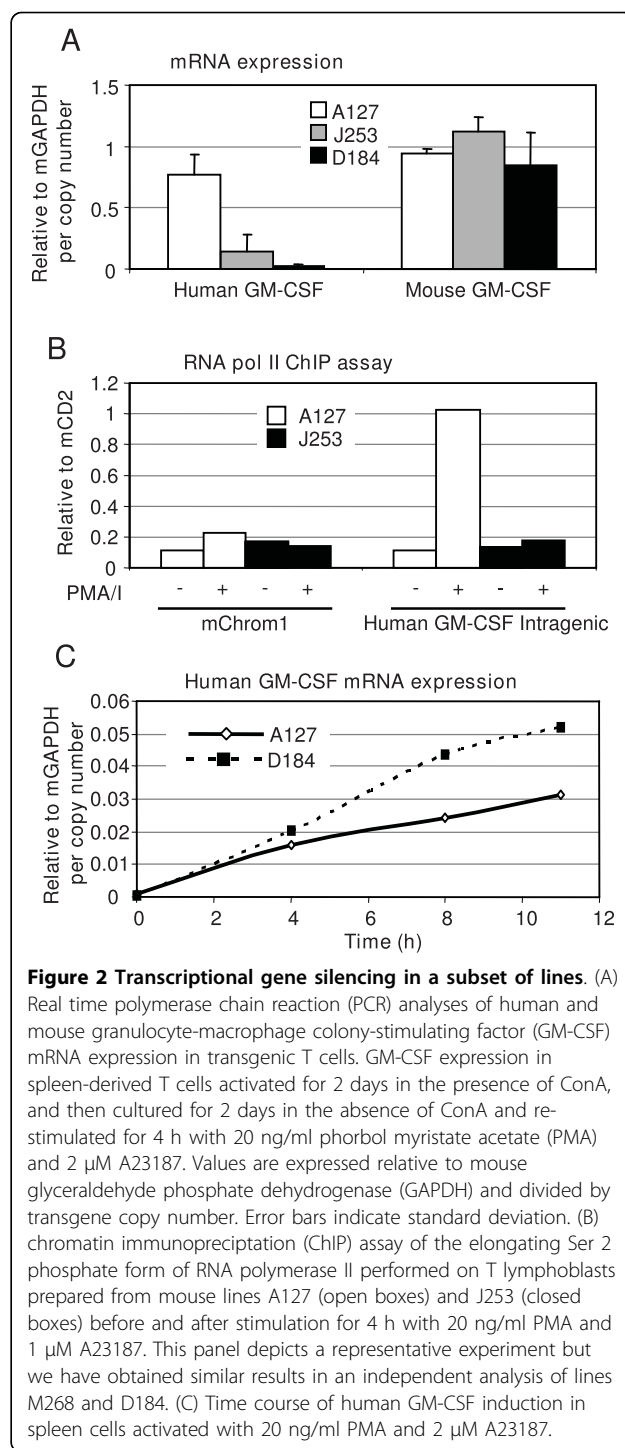 A
mRNA expression
Relative to mGAPDH
per copy number
1.5
1
0.5
0
A127
J253
D184
Human GM-CSF
Mouse GM-CSF
B
RNA pol II ChIP assay
Relative to mCD2
1.2
1
0.8
0.6
0.4
0.2
0
A127
J253
PMA/I - + - + - + - +
mChrom1
Human GM-CSF Intragenic
C
Human GM-CSF mRNA expression
Relative to mGAPDH
per copy number
0.06
0.05
0.04
0.03
0.02
0.01
0
A127
D184
0 2 4 6 8 10 12
Time (h)
Figure 2 Transcriptional gene silencing in a subset of lines. (A)
Real time polymerase chain reaction (PCR) analyses of human and
mouse granulocyte-macrophage colony-stimulating factor (GM-CSF)
mRNA expression in transgenic T cells. GM-CSF expression in
spleen-derived T cells activated for 2 days in the presence of ConA,
and then cultured for 2 days in the absence of ConA and re-
stimulated for 4 h with 20 ng/ml phorbol myristate acetate (PMA)
and 2 μM A23187. Values are expressed relative to mouse
glyceraldehyde phosphate dehydrogenase (GAPDH) and divided by
transgene copy number. Error bars indicate standard deviation. (B)
chromatin immunopreciptation (ChIP) assay of the elongating Ser 2
phosphate form of RNA polymerase II performed on T lymphoblasts
prepared from mouse lines A127 (open boxes) and J253 (closed
boxes) before and after stimulation for 4 h with 20 ng/ml PMA and
1 μM A23187. This panel depicts a representative experiment but
we have obtained similar results in an independent analysis of lines
M268 and D184. (C) Time course of human GM-CSF induction in
spleen cells activated with 20 ng/ml PMA and 2 μM A23187.